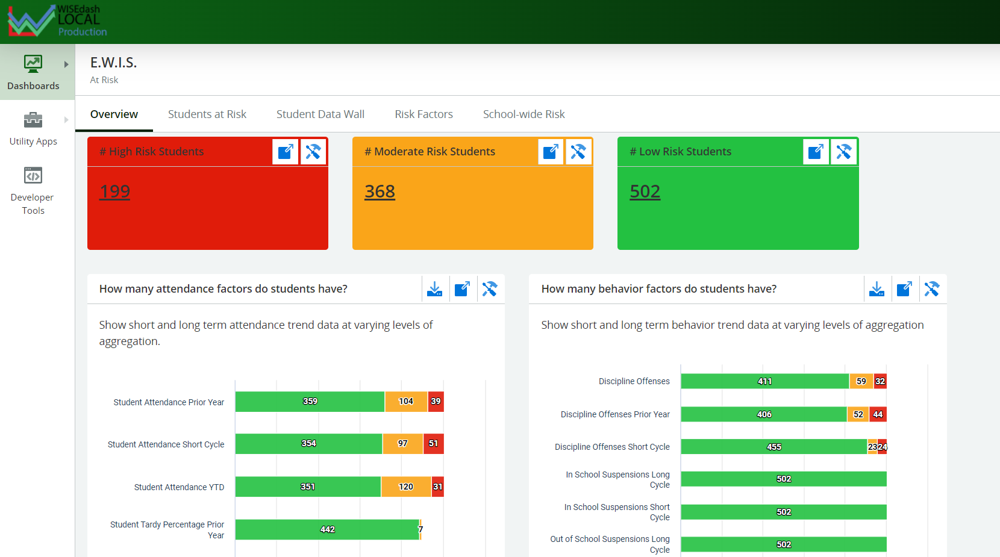 WISEdash
LOCAL
Production
Dashboards
Utility Apps
Developer
Tools
E.W.I.S.
At Risk
Overview
Students at Risk
Student Data Wall
Risk Factors
School-wide Risk
# High Risk Students
199
# Moderate Risk Students
368
# Low Risk Students
502
How many attendance factors do students have?
Show short and long term attendance trend data at varying levels of
aggregation.
Student Attendance Prior Year
359
104
39
Student Attendance Short Cycle
354
97
51
Student Attendance YTD
351
120
31
Student Tardy Percentage Prior
Year
442
7
How many behavior factors do students have?
Show short and long term behavior trend data at varying levels of aggregation
Discipline Offenses
411
59
32
Discipline Offenses Prior Year
406
52
44
Discipline Offenses Short Cycle
455
23
24
In School Suspensions Long
Cycle
502
In School Suspensions Short
Cycle
502
Out of School Suspensions Long
Cycle
502